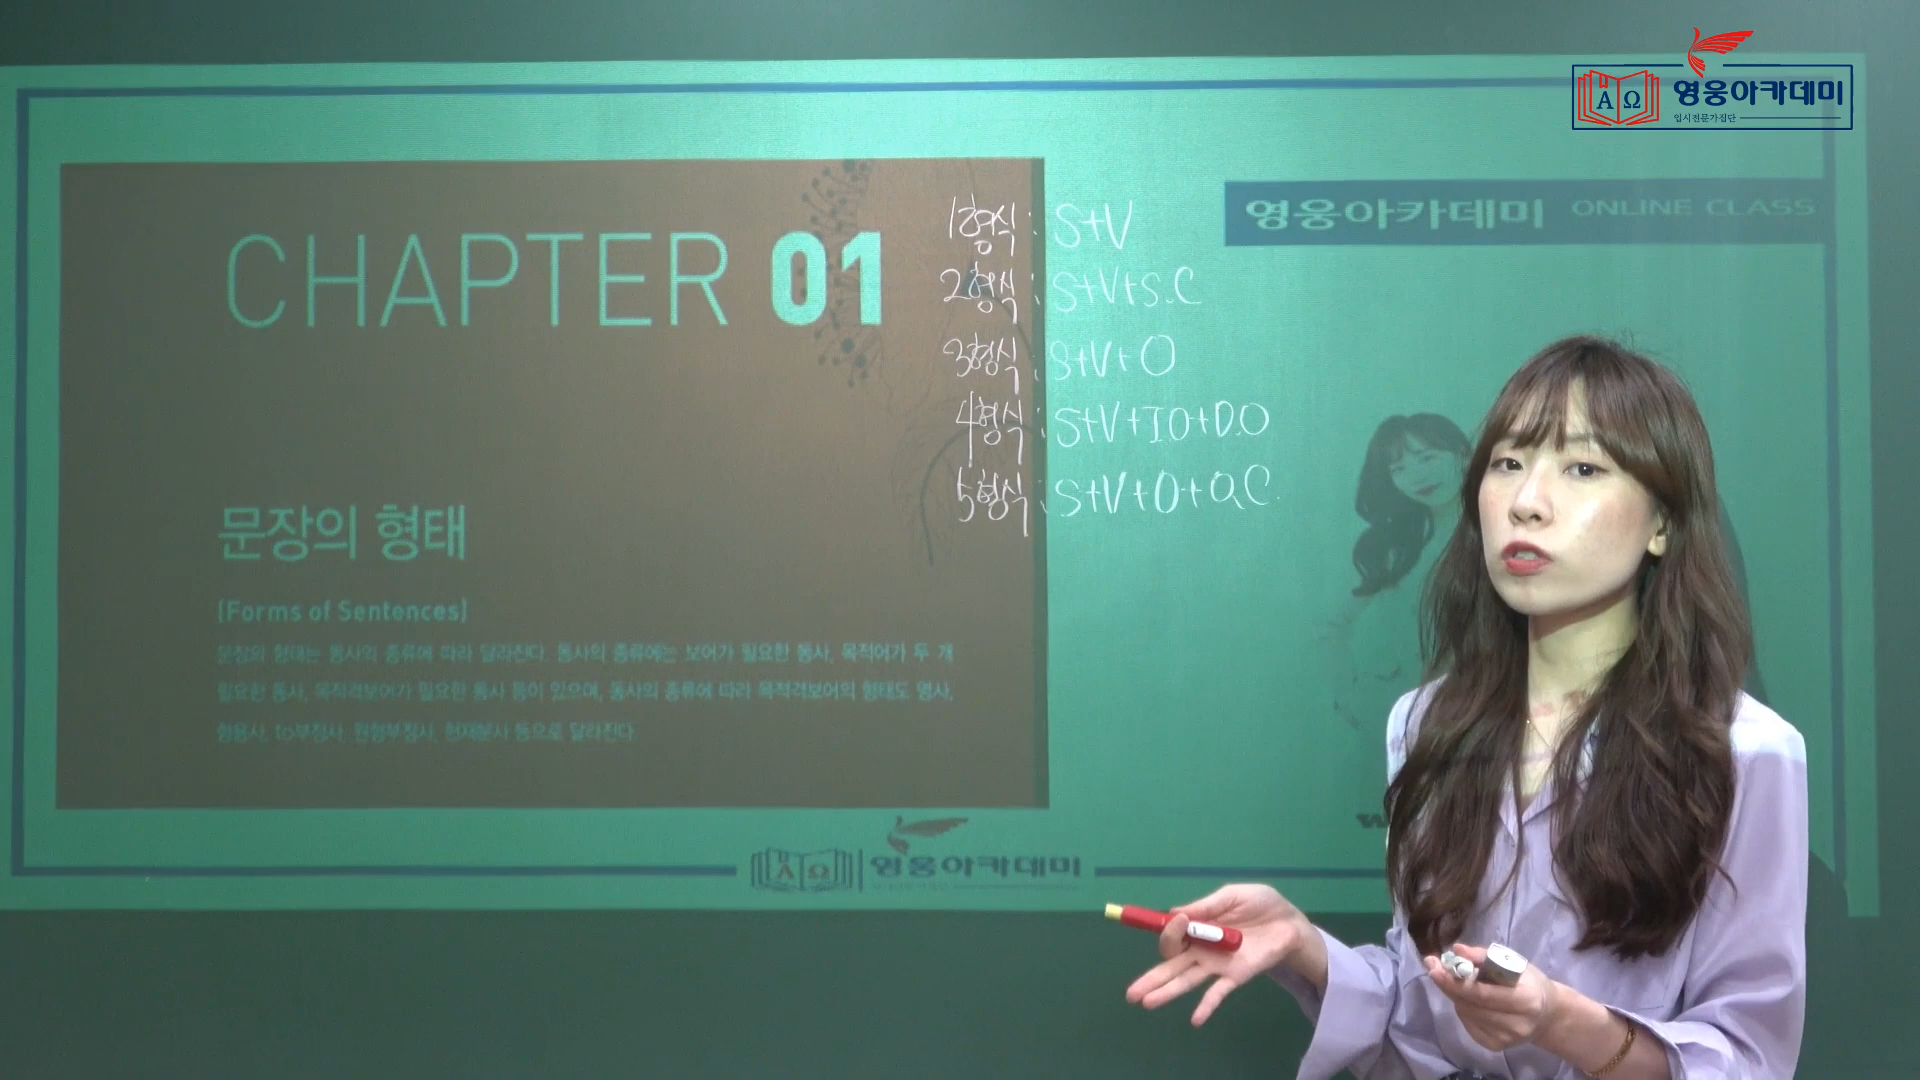 영웅아카데미
입시전문가집단
영웅아카데미 ONLINE CLASS
CHAPTER 01
1형식 : S+V
2형식 : S+V+S.C
3형식 : S+V+O
4형식 : S+V+I.O+D.O
5형식 : S+V+O+O.C
문장의 형태
(Forms of Sentences)
문장의 형태는 동사의 종류에 따라 달라진다. 동사의 종류에는 보어가 필요한 동사, 목적어가 두 개
필요한 동사, 목적격보어가 필요한 동사 등이 있으며, 동사의 종류에 따라 목적격보어의 형태도 명사,
형용사, to부정사, 원형부정사, 현재분사 등으로 달라진다.
영웅아카데미